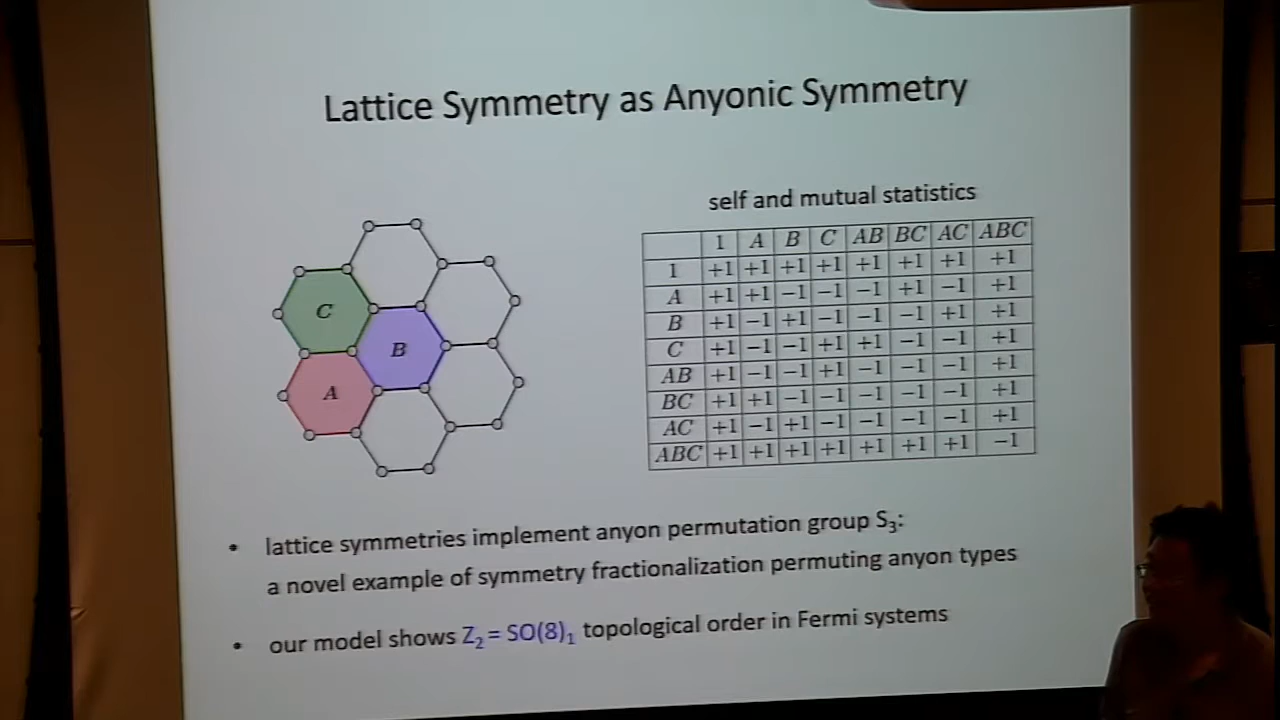 Lattice Symmetry as Anyonic Symmetry
C
B
A
self and mutual statistics
1 A B C AB BC AC ABC
1 +1 +1 +1 +1 +1 +1 +1 +1
A +1 +1 −1 −1 −1 +1 −1 +1
B +1 −1 +1 −1 −1 −1 +1 +1
C +1 −1 −1 +1 +1 −1 −1 +1
AB +1 −1 −1 +1 −1 −1 −1 +1
BC +1 +1 −1 −1 −1 −1 −1 +1
AC +1 −1 +1 −1 −1 −1 −1 +1
ABC +1 +1 +1 +1 +1 +1 +1 −1
• lattice symmetries implement anyon permutation group S₃:
a novel example of symmetry fractionalization permuting anyon types
• our model shows Z₂ = SO(8)₁ topological order in Fermi systems